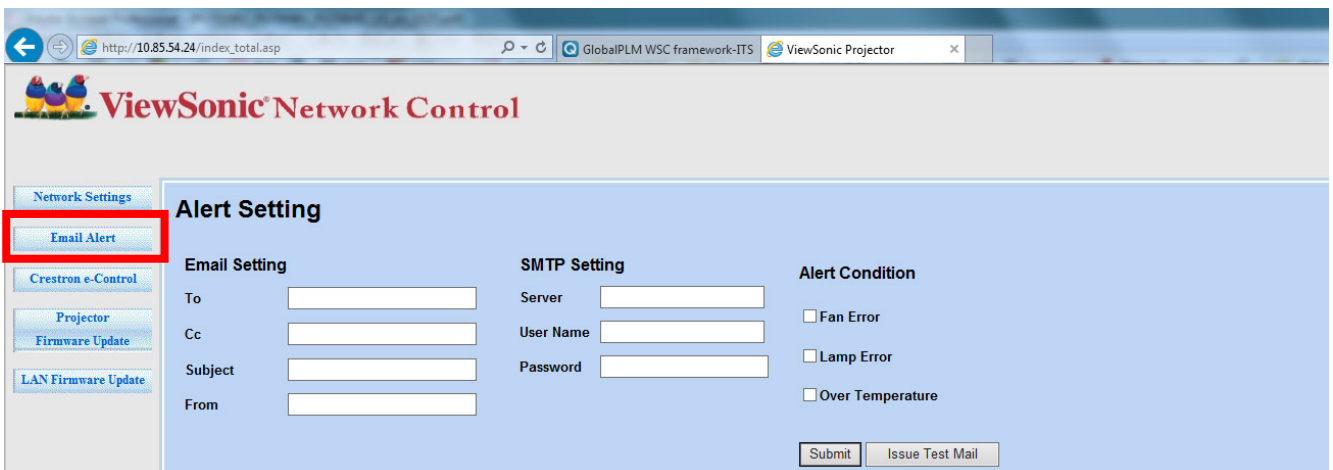 http://10.85.54.24/index_total.asp
GlobalPLM WSC framework-ITS
ViewSonic Projector
ViewSonic® Network Control
Network Settings
Email Alert
Crestron e-Control
Projector
Firmware Update
LAN Firmware Update
Alert Setting
Email Setting
To
Cc
Subject
From
SMTP Setting
Server
User Name
Password
Alert Condition
Fan Error
Lamp Error
Over Temperature
Submit
Issue Test Mail